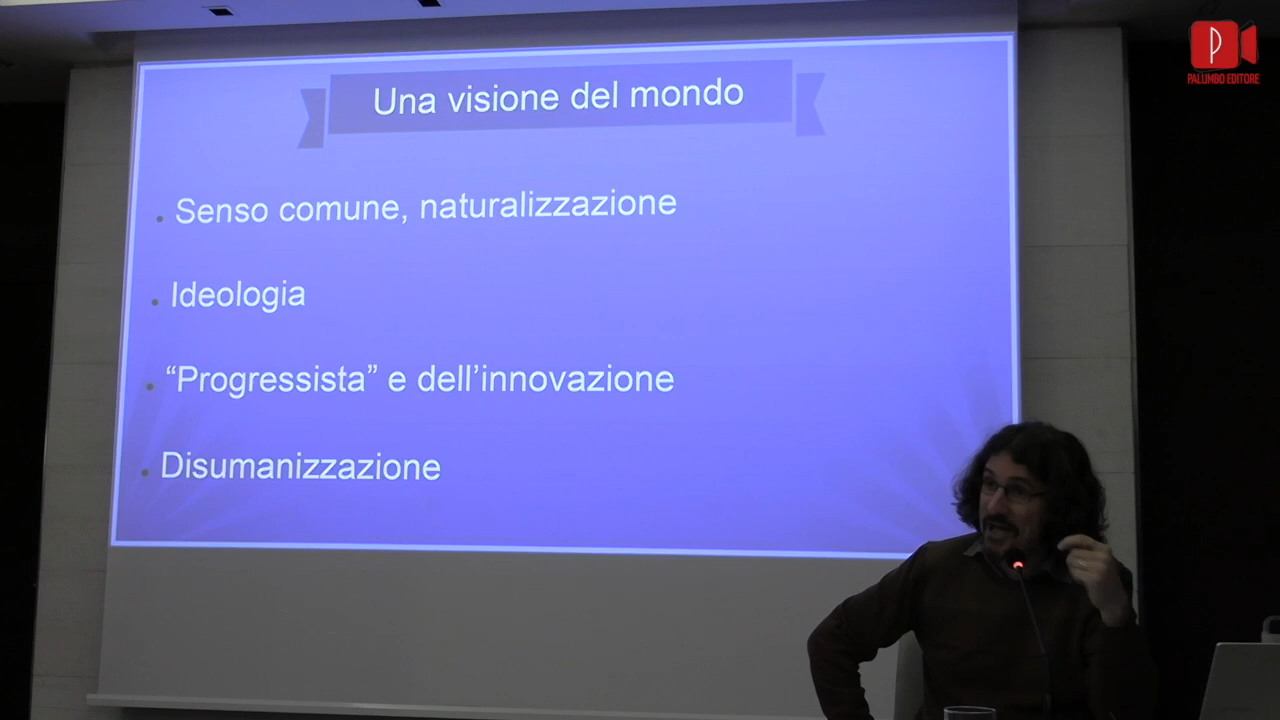 Una visione del mondo
Senso comune, naturalizzazione
Ideologia
“Progressista” e dell’innovazione
Disumanizzazione
P
PALUMBO EDITORE